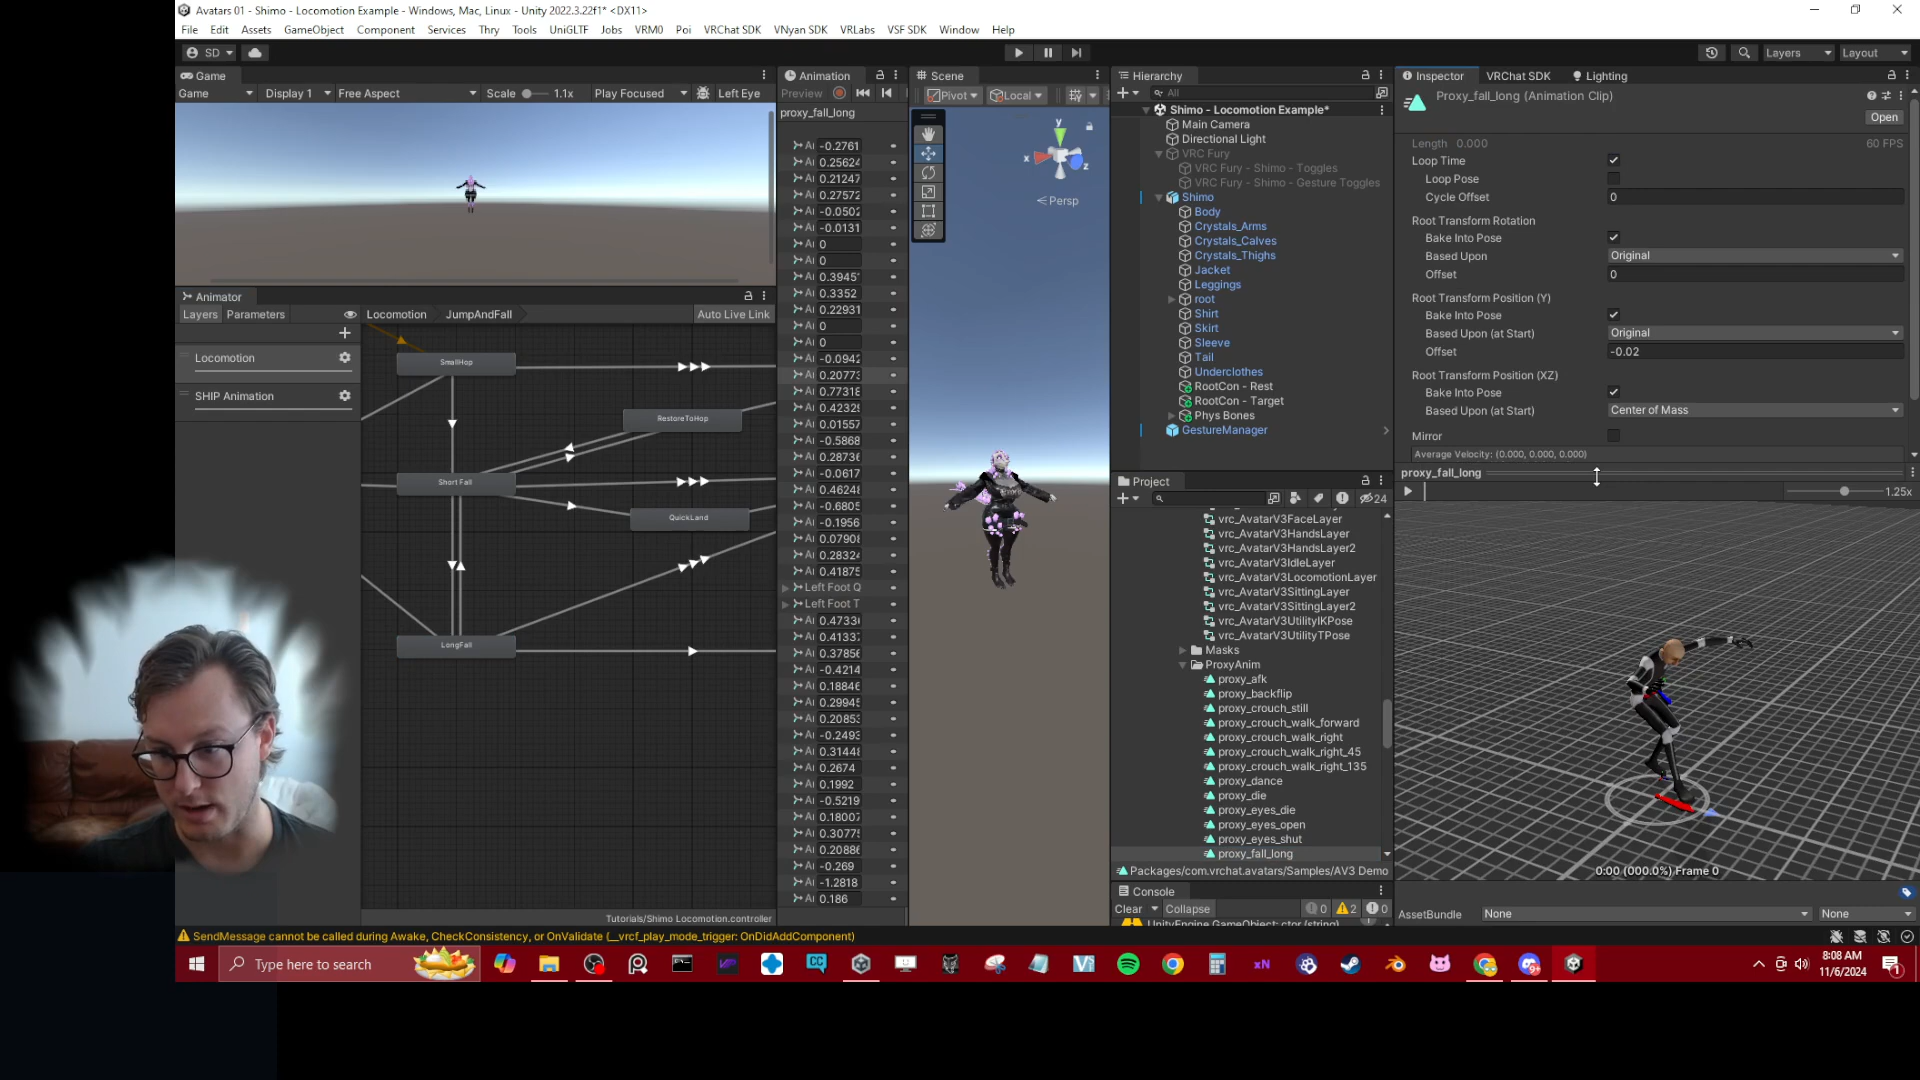 Avatars 01 - Shimo - Locomotion Example - Windows, Mac, Linux - Unity 2022.3.22f1* <DX11>
File Edit Assets GameObject Component Services Thry Tools UniGLTF Jobs VRM0 Poi VRChat SDK VNyan SDK VRLabs VSF SDK Window Help
SD
Layers Layout
Game
Game Display 1 Free Aspect Scale 1.1x Play Focused Left Eye
Animator
Layers Parameters Locomotion JumpAndFall Auto Live Link
Locomotion
SHIP Animation
SmallHop
RestoreToHop
Short Fall
QuickLand
LongFall
Tutorials/Shimo Locomotion.controller
Animation
Preview
proxy_fall_long
-0.2761
0.25624
0.21247
0.27572
-0.0502
-0.0131
0
0
0.3945
0.3352
0.22931
0
0
-0.0942
0.20773
0.77318
0.42329
0.01557
-0.5868
0.28736
-0.0617
0.46248
-0.6805
-0.1956
0.07908
0.28324
0.41875
Left Foot Q
Left Foot T
0.4733
0.41337
0.37856
-0.4214
0.18846
0.29945
0.20853
-0.2493
0.31448
0.2674
0.1992
-0.5219
0.18007
0.30775
0.20886
-0.269
-1.2818
0.186
Scene
Pivot Local
y
x
z
Persp
Hierarchy
All
Shimo - Locomotion Example*
Main Camera
Directional Light
VRC Fury
VRC Fury - Shimo - Toggles
VRC Fury - Shimo - Gesture Toggles
Shimo
Body
Crystals_Arms
Crystals_Calves
Crystals_Thighs
Jacket
Leggings
root
Shirt
Skirt
Sleeve
Tail
Underclothes
RootCon - Rest
RootCon - Target
Phys Bones
GestureManager
Project
24
vrc_AvatarV3FaceLayer
vrc_AvatarV3HandsLayer
vrc_AvatarV3HandsLayer2
vrc_AvatarV3IdleLayer
vrc_AvatarV3LocomotionLayer
vrc_AvatarV3SittingLayer
vrc_AvatarV3SittingLayer2
vrc_AvatarV3UtilityIKPose
vrc_AvatarV3UtilityTPose
Masks
ProxyAnim
proxy_afk
proxy_backflip
proxy_crouch_still
proxy_crouch_walk_forward
proxy_crouch_walk_right
proxy_crouch_walk_right_45
proxy_crouch_walk_right_135
proxy_dance
proxy_die
proxy_eyes_die
proxy_eyes_open
proxy_eyes_shut
proxy_fall_long
Packages/com.vrchat.avatars/Samples/AV3 Demo
Console
Clear Collapse 0 2 0
UnityEngine GameObject: ctor (string)
Inspector VRChat SDK Lighting
Proxy_fall_long (Animation Clip)
Open
Length 0.000 60 FPS
Loop Time
Loop Pose
Cycle Offset 0
Root Transform Rotation
Bake Into Pose
Based Upon Original
Offset 0
Root Transform Position (Y)
Bake Into Pose
Based Upon (at Start) Original
Offset -0.02
Root Transform Position (XZ)
Bake Into Pose
Based Upon (at Start) Center of Mass
Mirror
Average Velocity: (0.000, 0.000, 0.000)
proxy_fall_long
1.25x
0:00 (000.0%) Frame 0
AssetBundle None None
SendMessage cannot be called during Awake, CheckConsistency, or OnValidate (__vrcf_play_mode_trigger: OnDidAddComponent)
Type here to search
CC
Vi
xN
9+
8:08 AM
11/6/2024
1